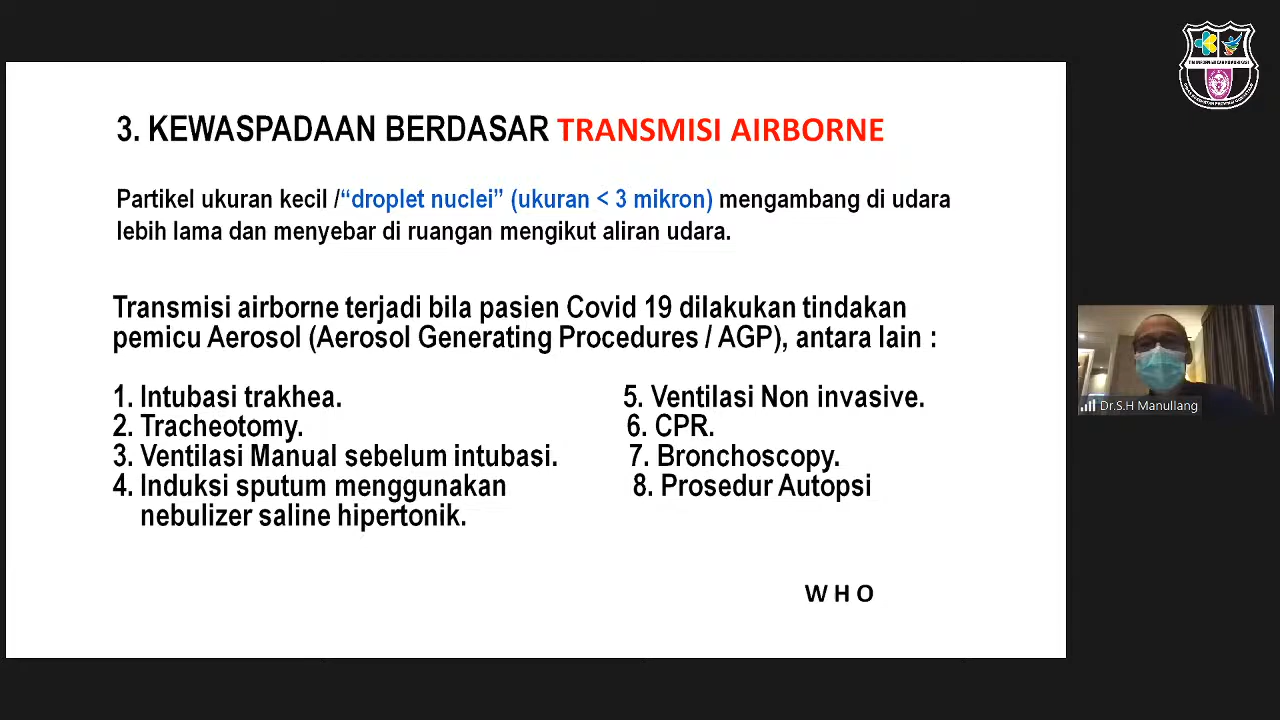 3. KEWASPADAAN BERDASAR TRANSMISI AIRBORNE
Partikel ukuran kecil /“droplet nuclei” (ukuran < 3 mikron) mengambang di udara
lebih lama dan menyebar di ruangan mengikut aliran udara.
Transmisi airborne terjadi bila pasien Covid 19 dilakukan tindakan
pemicu Aerosol (Aerosol Generating Procedures / AGP), antara lain :
1. Intubasi trakhea.
2. Tracheotomy.
3. Ventilasi Manual sebelum intubasi.
4. Induksi sputum menggunakan
nebulizer saline hipertonik.
5. Ventilasi Non invasive.
6. CPR.
7. Bronchoscopy.
8. Prosedur Autopsi
W H O
Dr.S.H Manullang